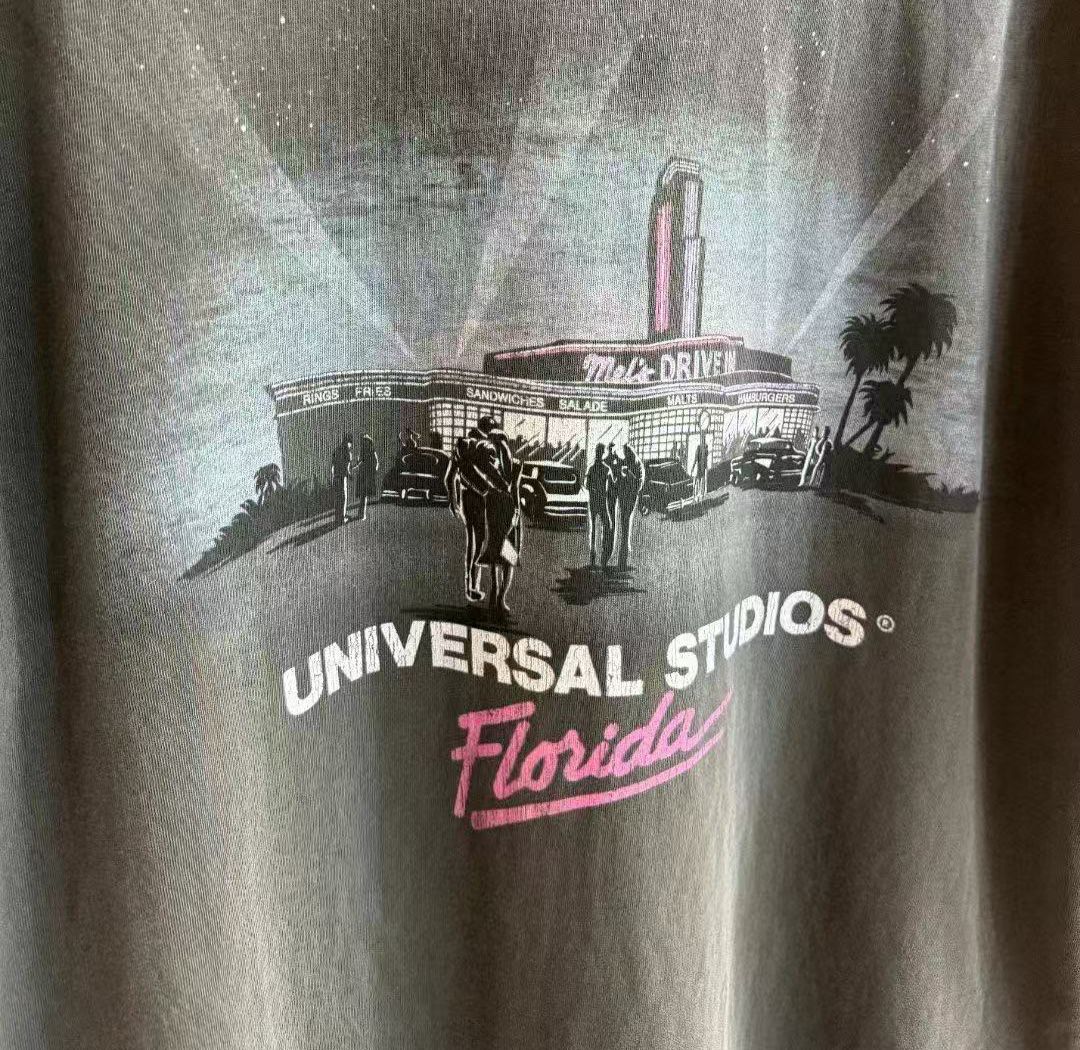 Mel's DRIVE IN
RINGS FRIES SANDWICHES SALADE MALTS HAMBURGERS
UNIVERSAL STUDIOS®
Florida